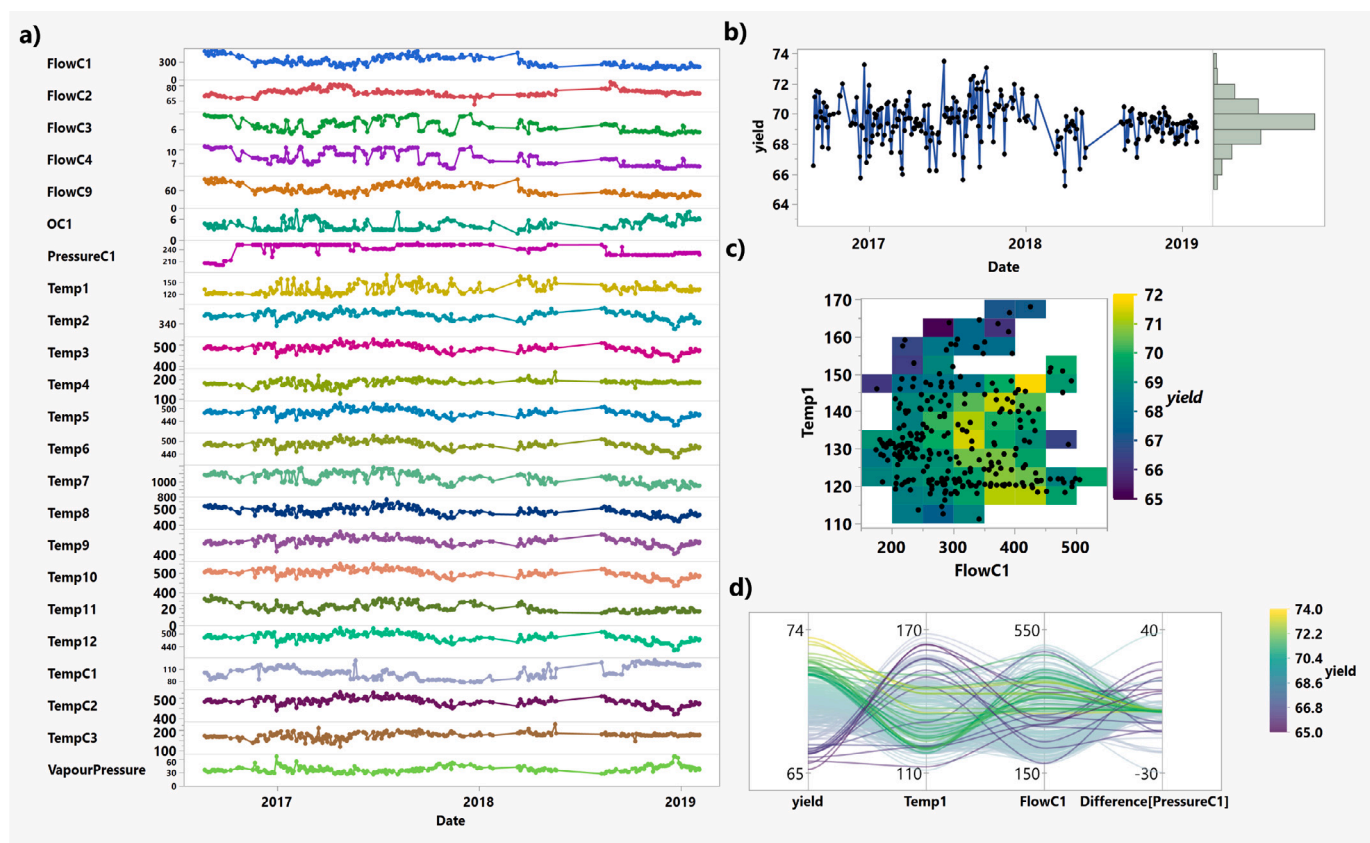 a)
FlowC1 300 0
FlowC2 80 65
FlowC3 6
FlowC4 10 7
FlowC9 60 0
OC1 6 0
PressureC1 240 210
Temp1 150 120
Temp2 340
Temp3 500 400
Temp4 200 100
Temp5 500 440
Temp6 500 440
Temp7 1000 800
Temp8 500 400
Temp9 400
Temp10 500 400
Temp11 20 0
Temp12 500 440
TempC1 110 80
TempC2 500 400
TempC3 200 100
VapourPressure 60 30 0
2017 2018 2019
Date
b)
74
72
70
68
66
64
yield
2017 2018 2019
Date
c)
170
160
150
140
130
120
110
Temp1
200 300 400 500
FlowC1
72
71
70
69
68
67
66
65
yield
d)
74 170 550 40
65 110 150 -30
yield Temp1 FlowC1 Difference[PressureC1]
74.0
72.2
70.4
68.6
66.8
65.0
yield